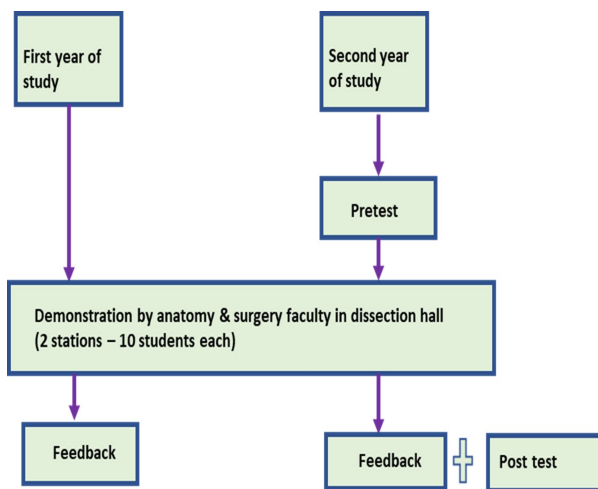 First year of
study
Second year
of study
Pretest
Demonstration by anatomy & surgery faculty in dissection hall
(2 stations – 10 students each)
Feedback
Feedback
Post test